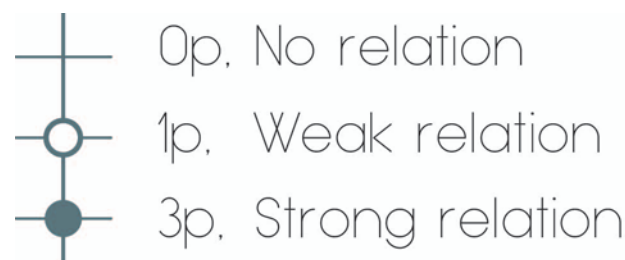 0p, No relation
1p, Weak relation
3p, Strong relation